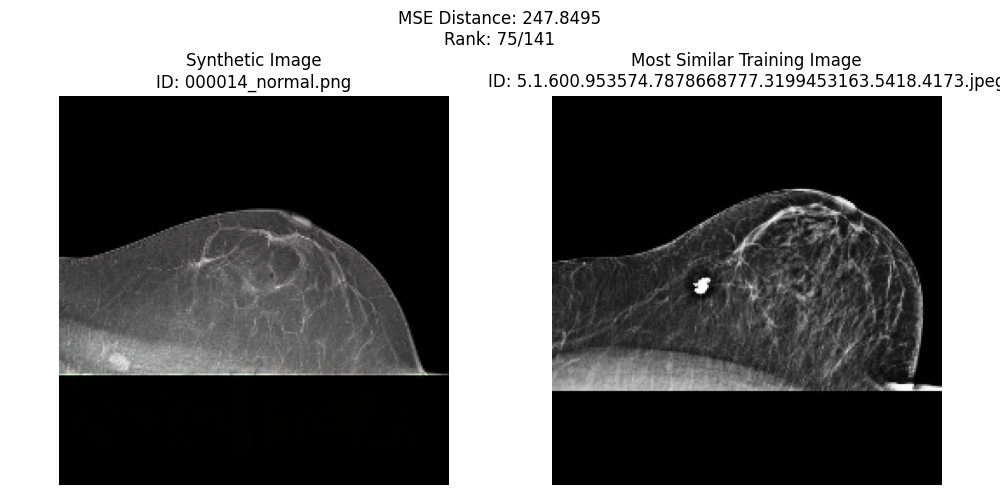 MSE Distance: 247.8495
Rank: 75/141
Synthetic Image
ID: 000014_normal.png
Most Similar Training Image
ID: 5.1.600.953574.7878668777.3199453163.5418.4173.jpeg